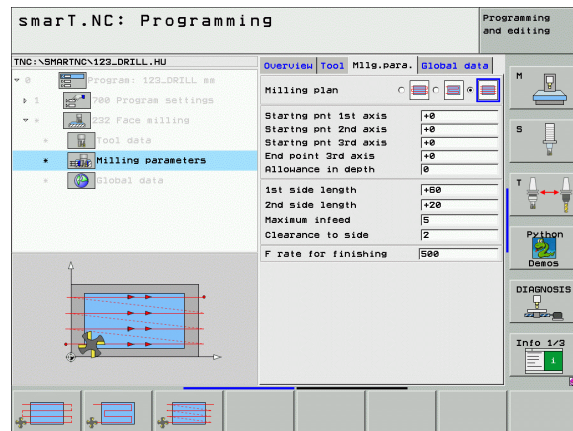 smarT.NC: Programming
Programming
and editing
TNC:\SMARTNC\123_DRILL.HU
Overview Tool Mllg.para. Global data
0 Program: 123_DRILL mm
1 700 Program settings
+ 232 Face milling
* Tool data
* Milling parameters
* Global data
Milling plan
Startng pnt 1st axis +0
Startng pnt 2nd axis +0
Startng pnt 3rd axis +0
End point 3rd axis +0
Allowance in depth 0
1st side length +60
2nd side length +20
Maximum infeed 5
Clearance to side 2
F rate for finishing 500
M
S
T
Python
Demos
DIAGNOSIS
Info 1/3
i